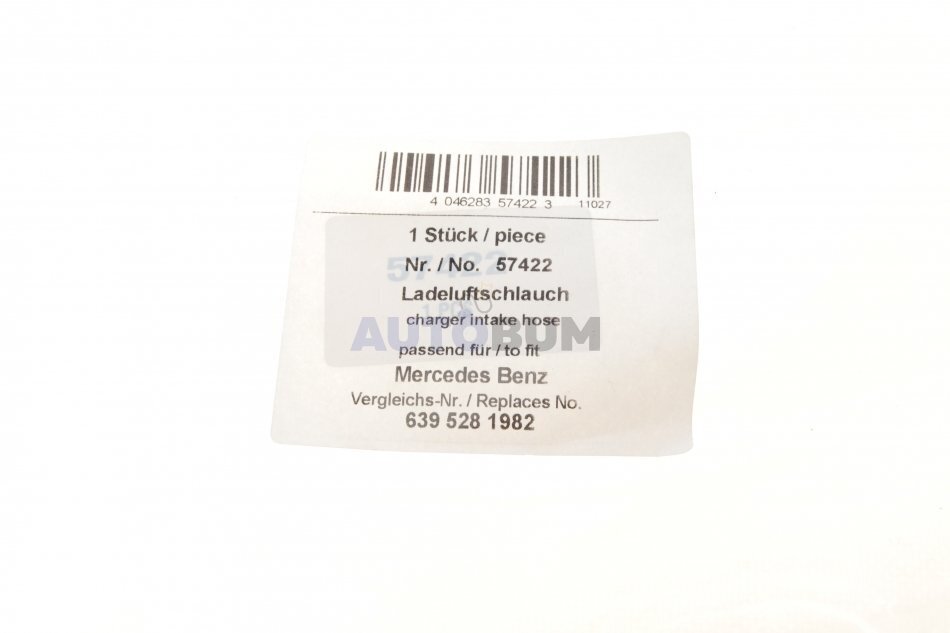 4 046283 57422 3 11027
1 Stück / piece
Nr. / No. 57422
57422
Ladeluftschlauch
charger intake hose
AUTOBUM
passend für / to fit
Mercedes Benz
Vergleichs-Nr. / Replaces No.
639 528 1982